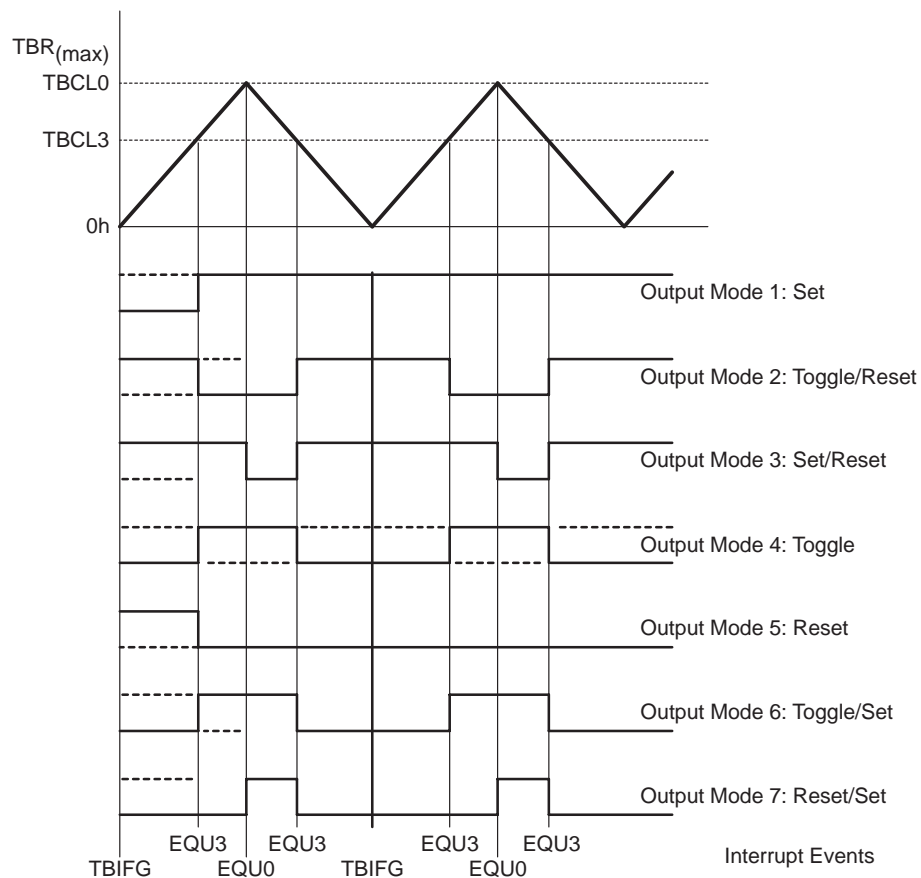 TBR(max)
TBCL0
TBCL3
0h
Output Mode 1: Set
Output Mode 2: Toggle/Reset
Output Mode 3: Set/Reset
Output Mode 4: Toggle
Output Mode 5: Reset
Output Mode 6: Toggle/Set
Output Mode 7: Reset/Set
EQU3 EQU3 EQU3 EQU3
TBIFG EQU0 TBIFG EQU0 Interrupt Events